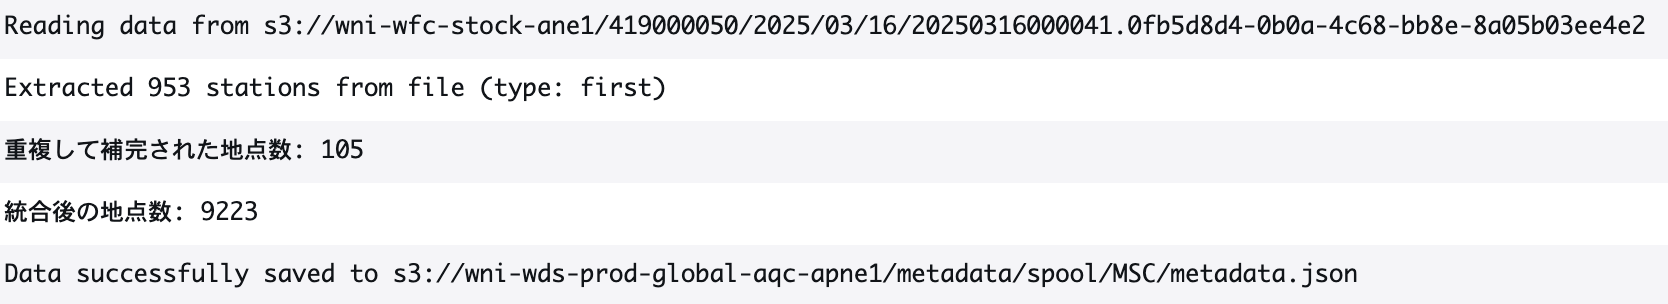 Reading data from s3://wni-wfc-stock-ane1/419000050/2025/03/16/20250316000041.0fb5d8d4-0b0a-4c68-bb8e-8a05b03ee4e2
Extracted 953 stations from file (type: first)
重複して補完された地点数: 105
統合後の地点数: 9223
Data successfully saved to s3://wni-wds-prod-global-aqc-apne1/metadata/spool/MSC/metadata.json